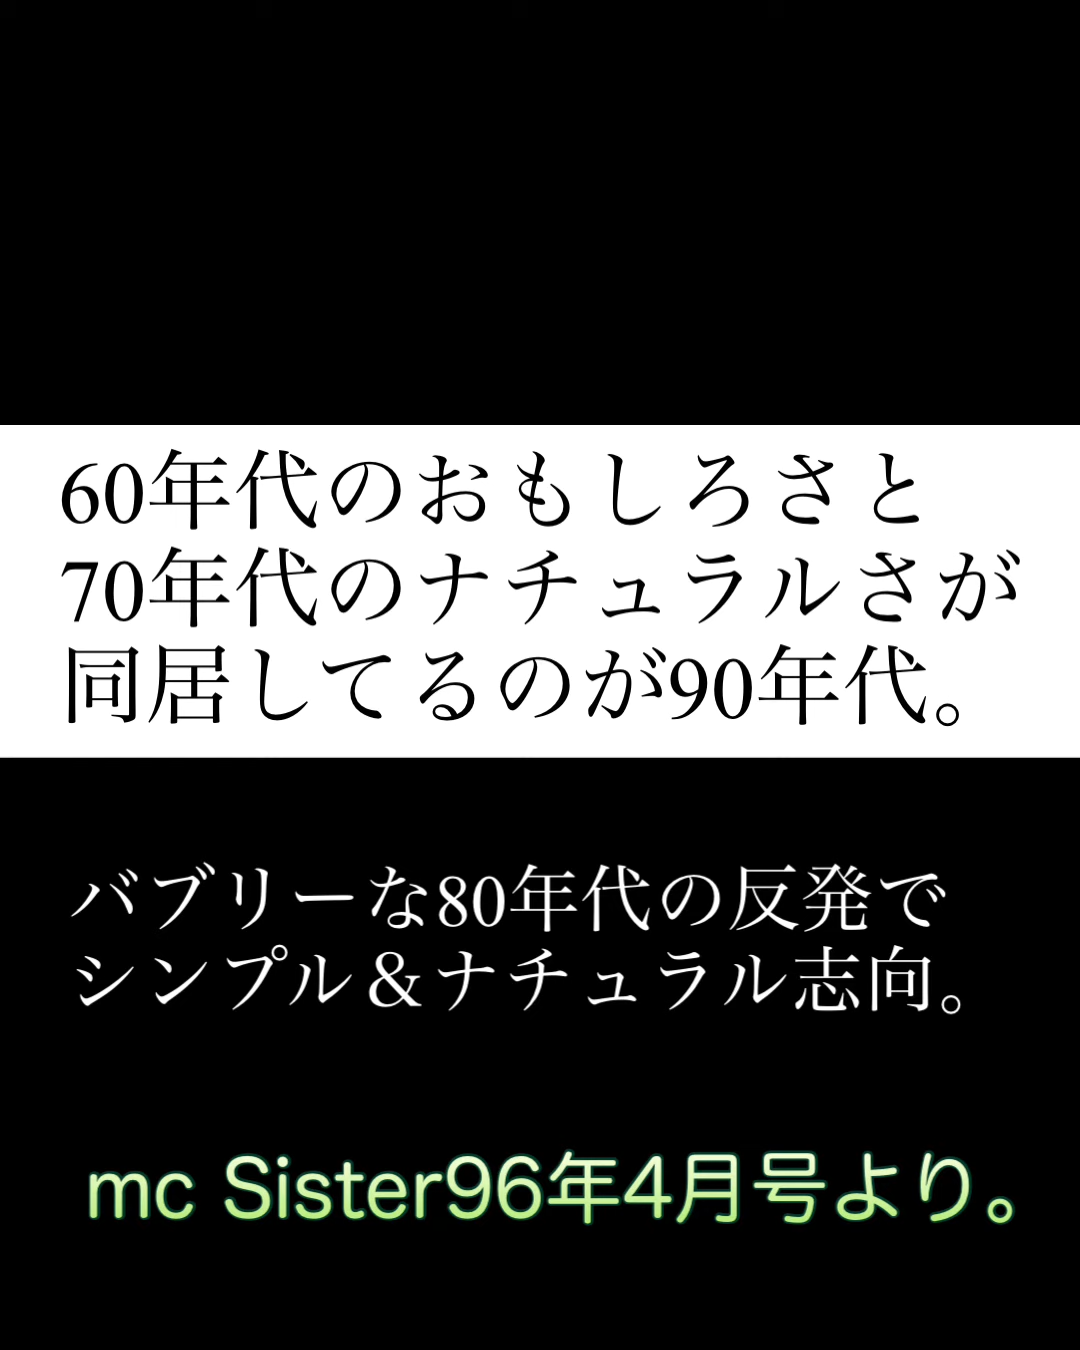 60年代のおもしろさと
70年代のナチュラルさが
同居してるのが90年代。
バブリーな80年代の反発で
シンプル＆ナチュラル志向。
mc Sister96年4月号より。